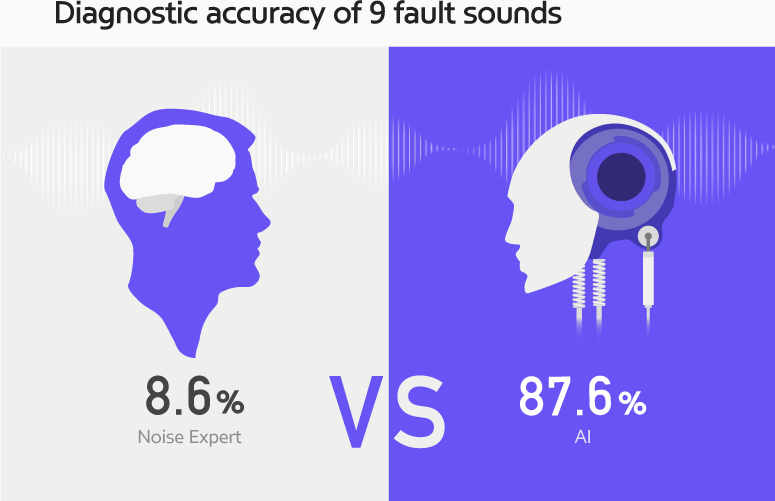 Diagnostic accuracy of 9 fault sounds
8.6%
Noise Expert
VS
87.6%
AI